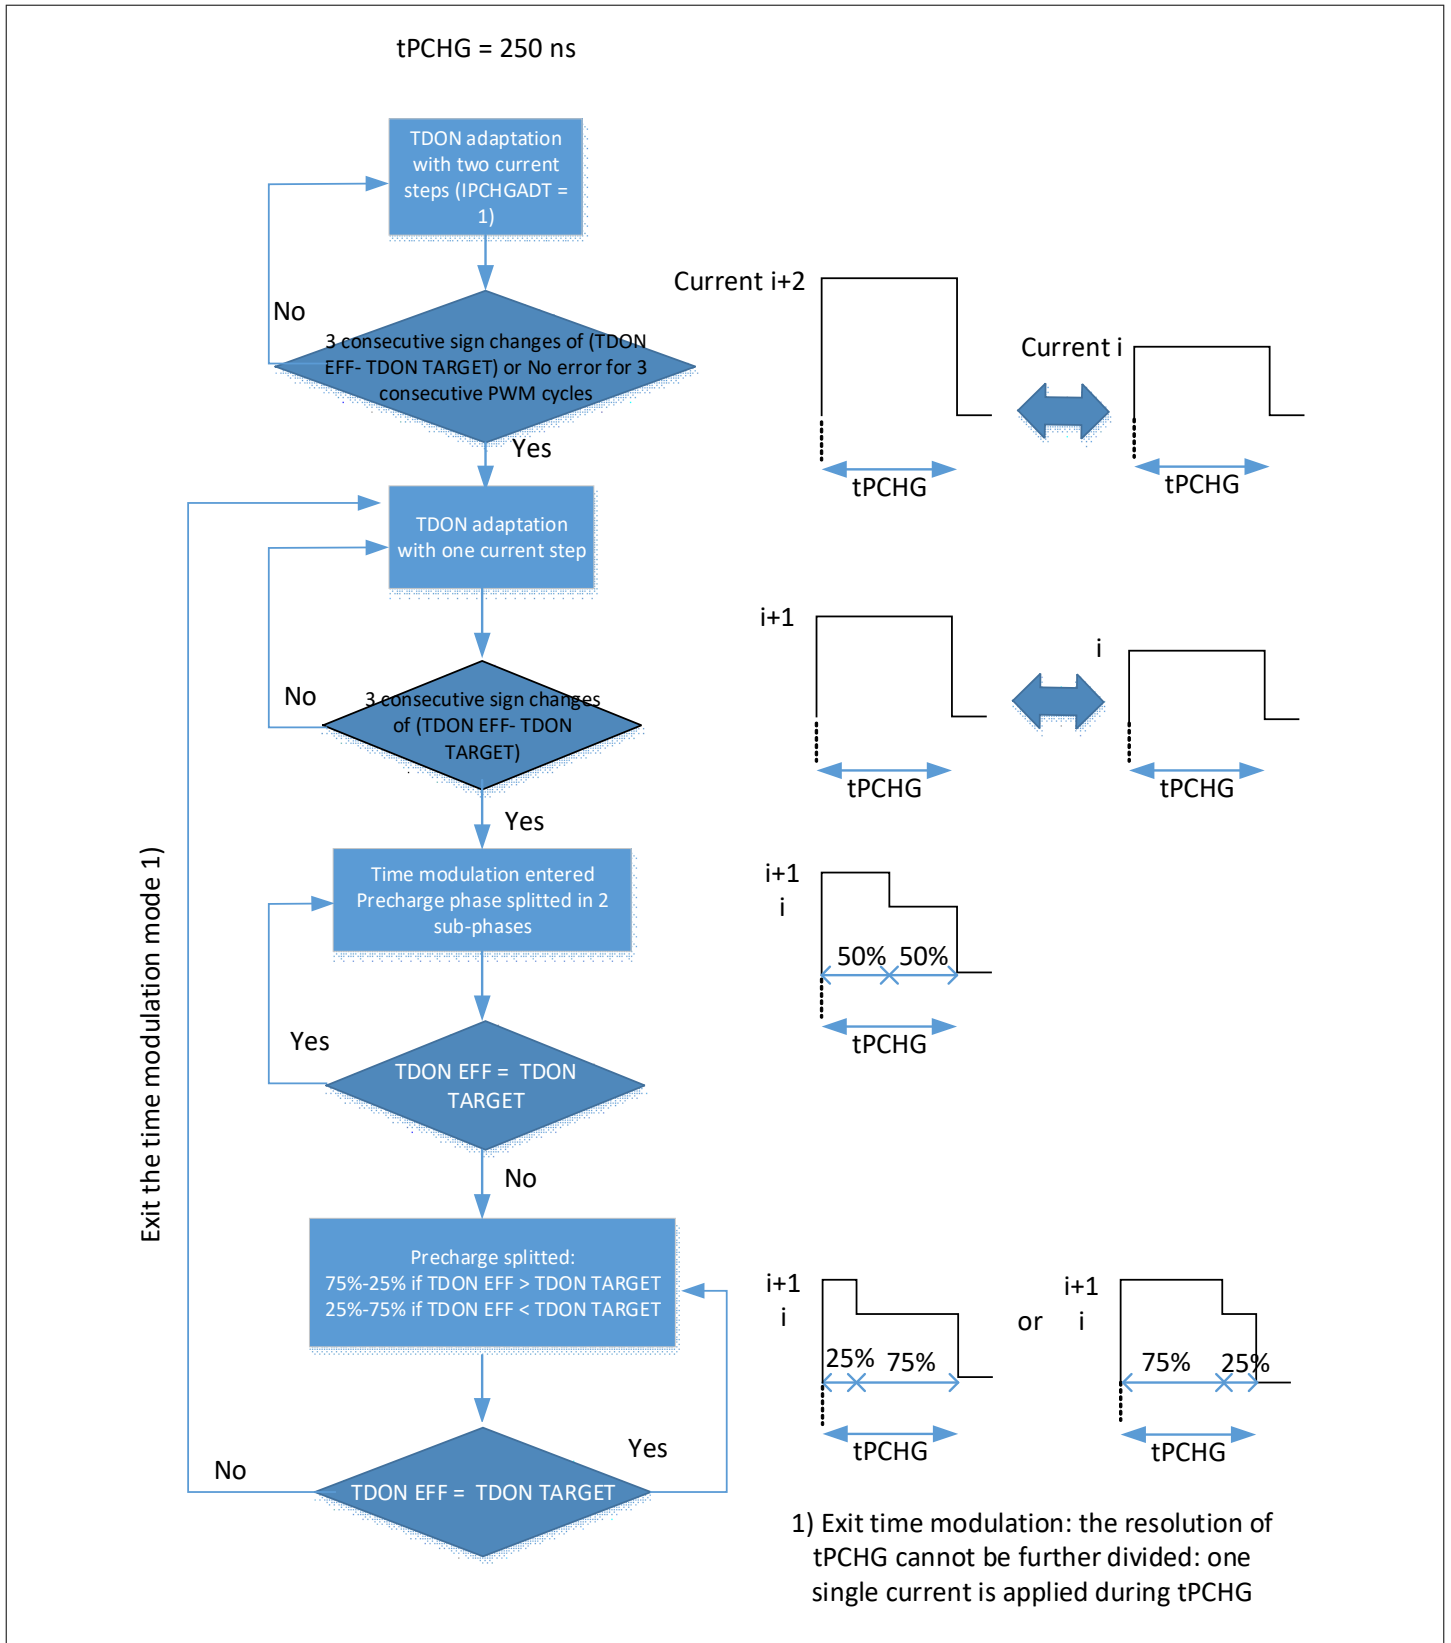 tPCHG = 250 ns
TDON adaptation
with two current
steps (IPCHGADT =
1)
No
3 consecutive sign changes of (TDON
EFF- TDON TARGET) or No error for 3
consecutive PWM cycles
Yes
Current i+2
Current i
tPCHG
tPCHG
TDON adaptation
with one current step
No
3 consecutive sign changes
of (TDON EFF- TDON
TARGET)
Yes
i+1
i
tPCHG
tPCHG
Exit the time modulation mode 1)
Time modulation entered
Precharge phase splitted in 2
sub-phases
i+1
i
50%
50%
tPCHG
Yes
TDON EFF = TDON
TARGET
No
Precharge splitted:
75%-25% if TDON EFF > TDON TARGET
25%-75% if TDON EFF < TDON TARGET
i+1
i
25%
75%
tPCHG
or
i+1
i
75%
25%
tPCHG
No
TDON EFF = TDON TARGET
Yes
1) Exit time modulation: the resolution of
tPCHG cannot be further divided: one
single current is applied during tPCHG